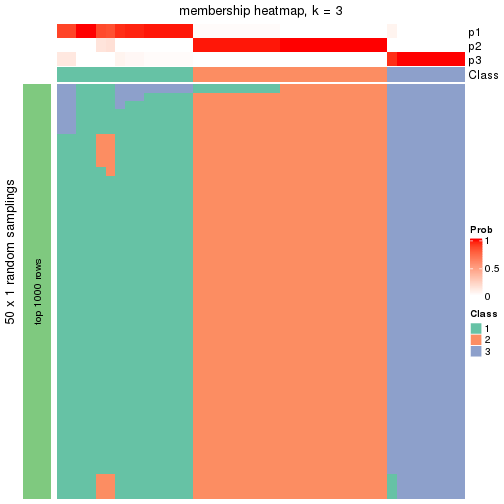 membership heatmap, k = 3
p1
p2
p3
Class
50 x 1 random samplings
top 1000 rows
Prob
1
0.5
0
Class
1
2
3